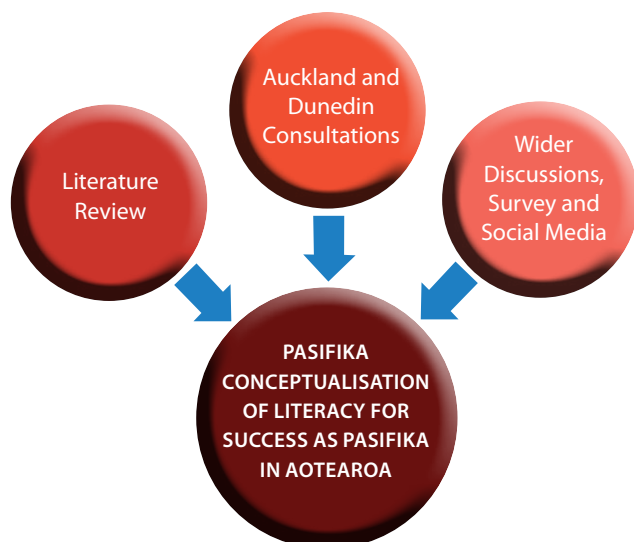 Literature
Review
Auckland and
Dunedin
Consultations
Wider
Discussions,
Survey and
Social Media
PASIFIKA
CONCEPTUALISATION
OF LITERACY FOR
SUCCESS AS PASIFIKA
IN AOTEAROA